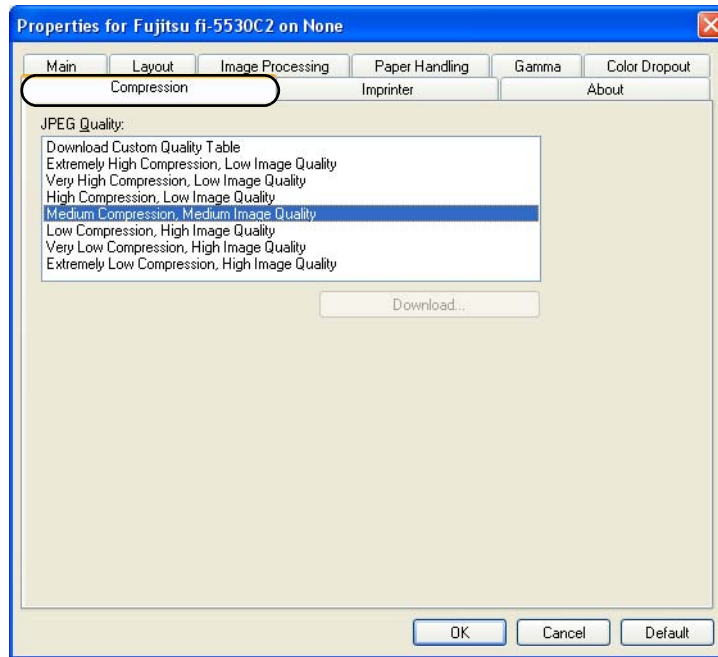 Properties for Fujitsu fi-5530C2 on None
Main Layout Image Processing Paper Handling Gamma Color Dropout
Compression Imprinter About
JPEG Quality:
Download Custom Quality Table
Extremely High Compression, Low Image Quality
Very High Compression, Low Image Quality
High Compression, Low Image Quality
Medium Compression, Medium Image Quality
Low Compression, High Image Quality
Very Low Compression, High Image Quality
Extremely Low Compression, High Image Quality
Download...
OK Cancel Default